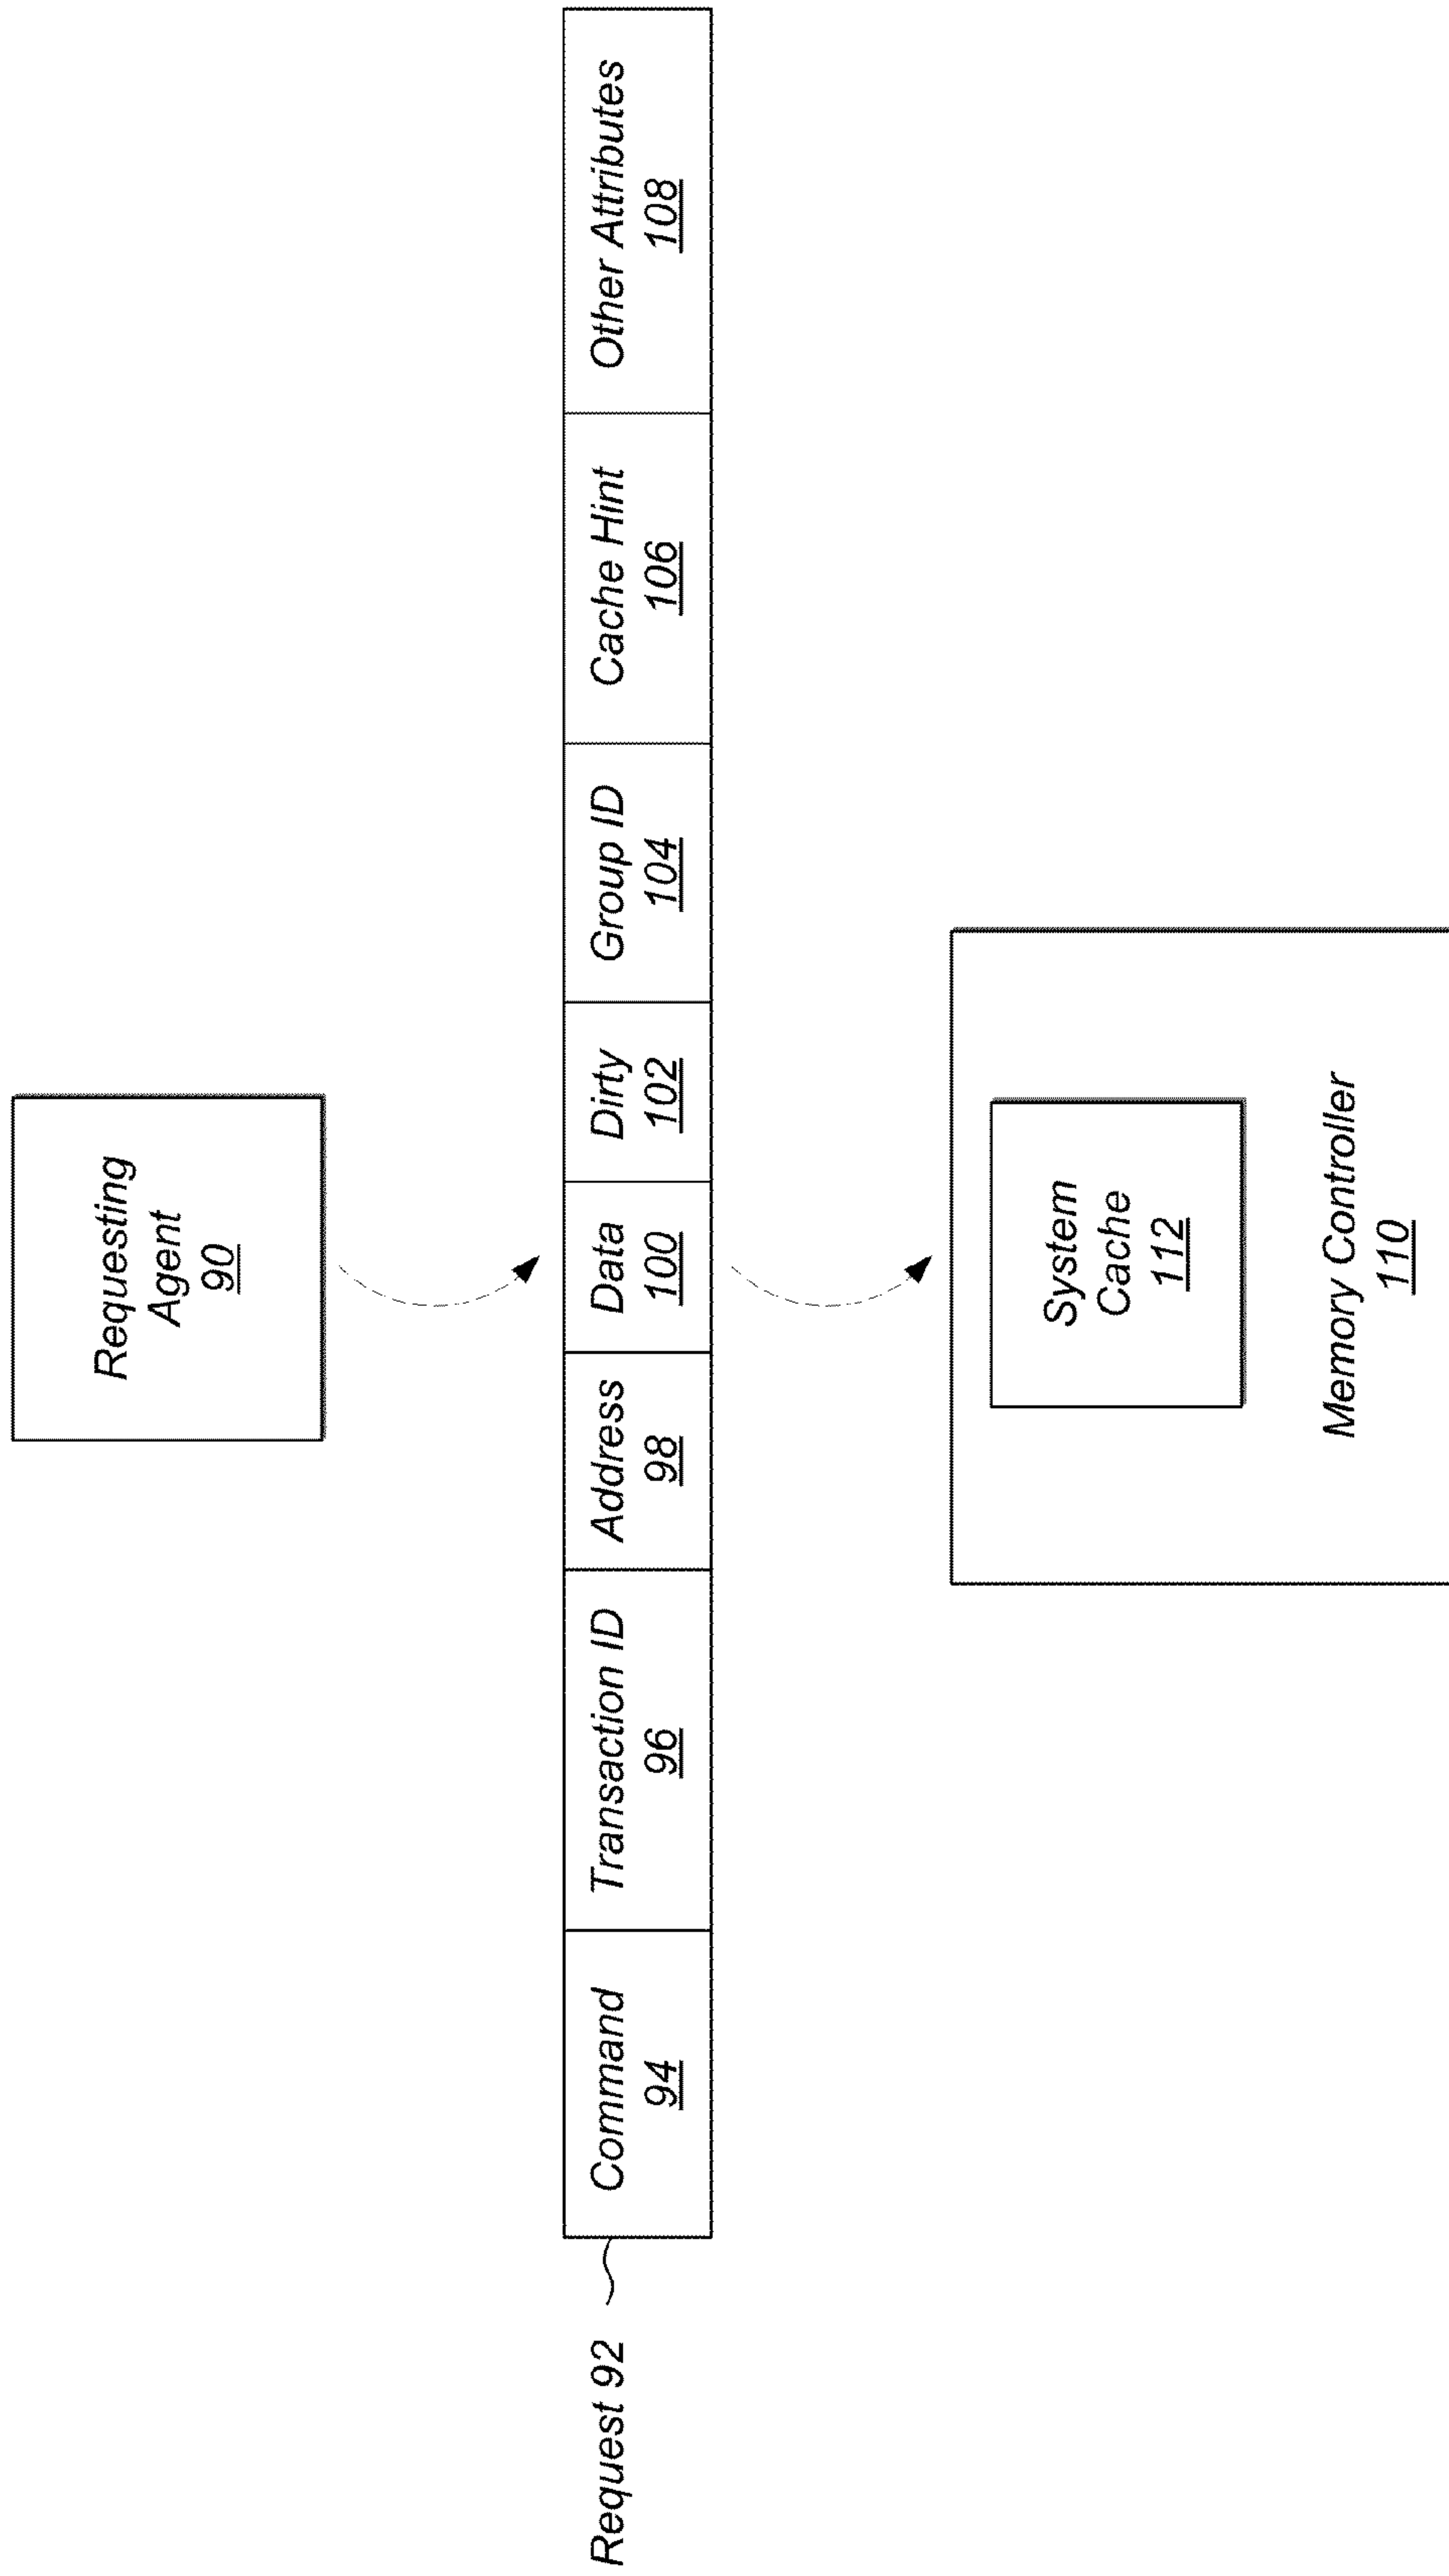 Requesting
Agent
90
Request 92
Command
94
Transaction ID
96
Address
98
Data
100
Dirty
102
Group ID
104
Cache Hint
106
Other Attributes
108
System
Cache
112
Memory Controller
110